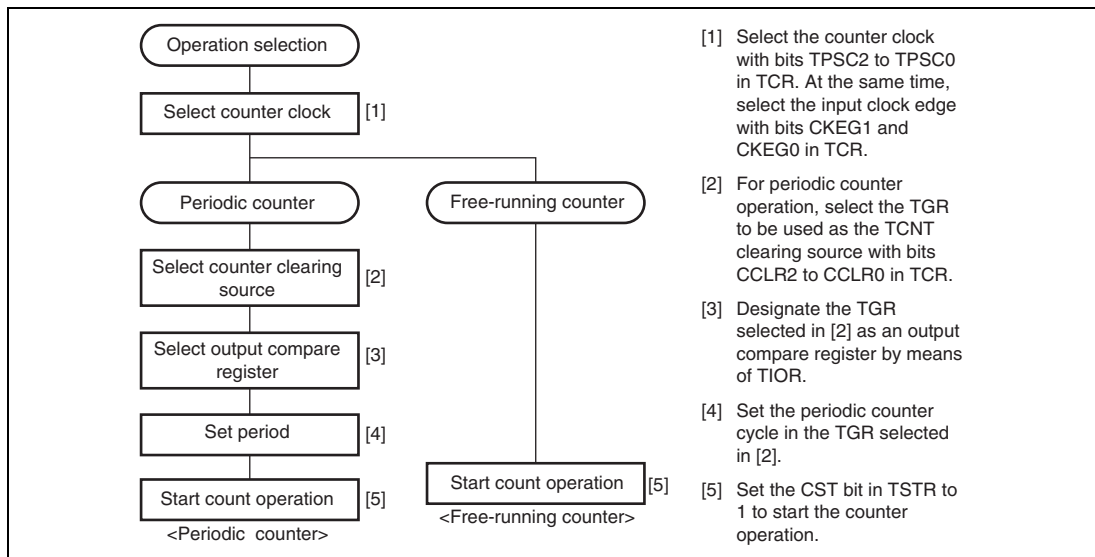 Operation selection
Select counter clock
[1]
Periodic counter
Free-running counter
Select counter clearing
source
[2]
Select output compare
register
[3]
Set period
[4]
Start count operation
[5]
<Periodic counter>
Start count operation
[5]
<Free-running counter>
[1] Select the counter clock
with bits TPSC2 to TPSC0
in TCR. At the same time,
select the input clock edge
with bits CKEG1 and
CKEG0 in TCR.
[2] For periodic counter
operation, select the TGR
to be used as the TCNT
clearing source with bits
CCLR2 to CCLR0 in TCR.
[3] Designate the TGR
selected in [2] as an output
compare register by means
of TIOR.
[4] Set the periodic counter
cycle in the TGR selected
in [2].
[5] Set the CST bit in TSTR to
1 to start the counter
operation.